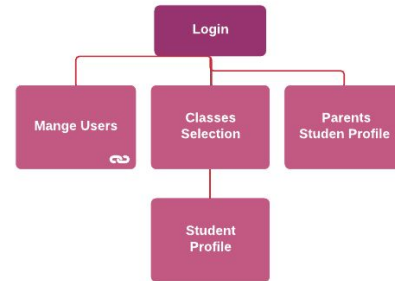 Login
Mange Users
Classes
Selection
Parents
Studen Profile
Student
Profile